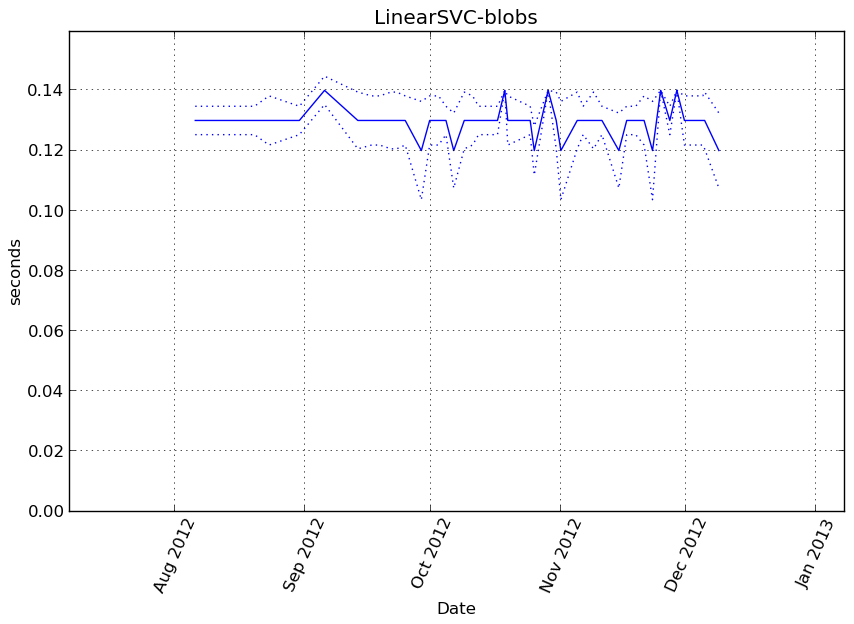 LinearSVC-blobs
0.14
0.12
0.10
0.08
0.06
0.04
0.02
0.00
seconds
Aug 2012
Sep 2012
Oct 2012
Nov 2012
Dec 2012
Jan 2013
Date